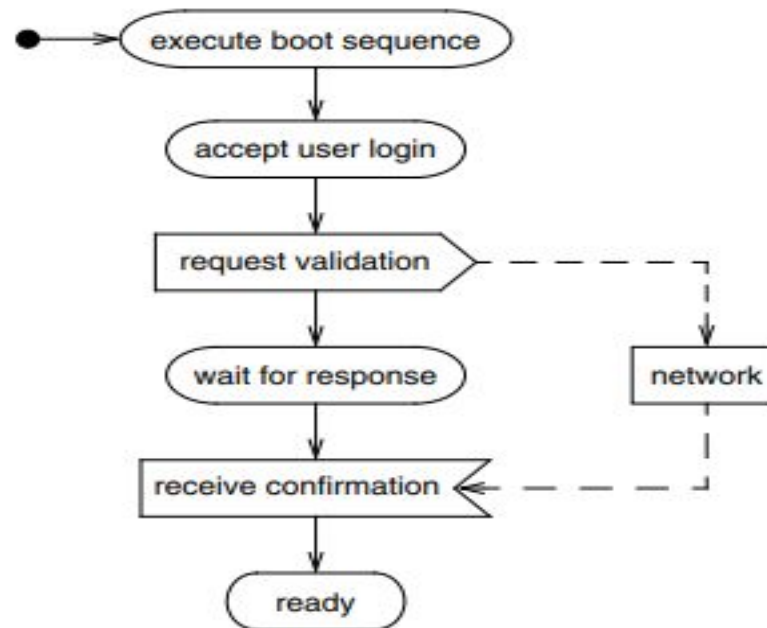 execute boot sequence
accept user login
request validation
wait for response
network
receive confirmation
ready